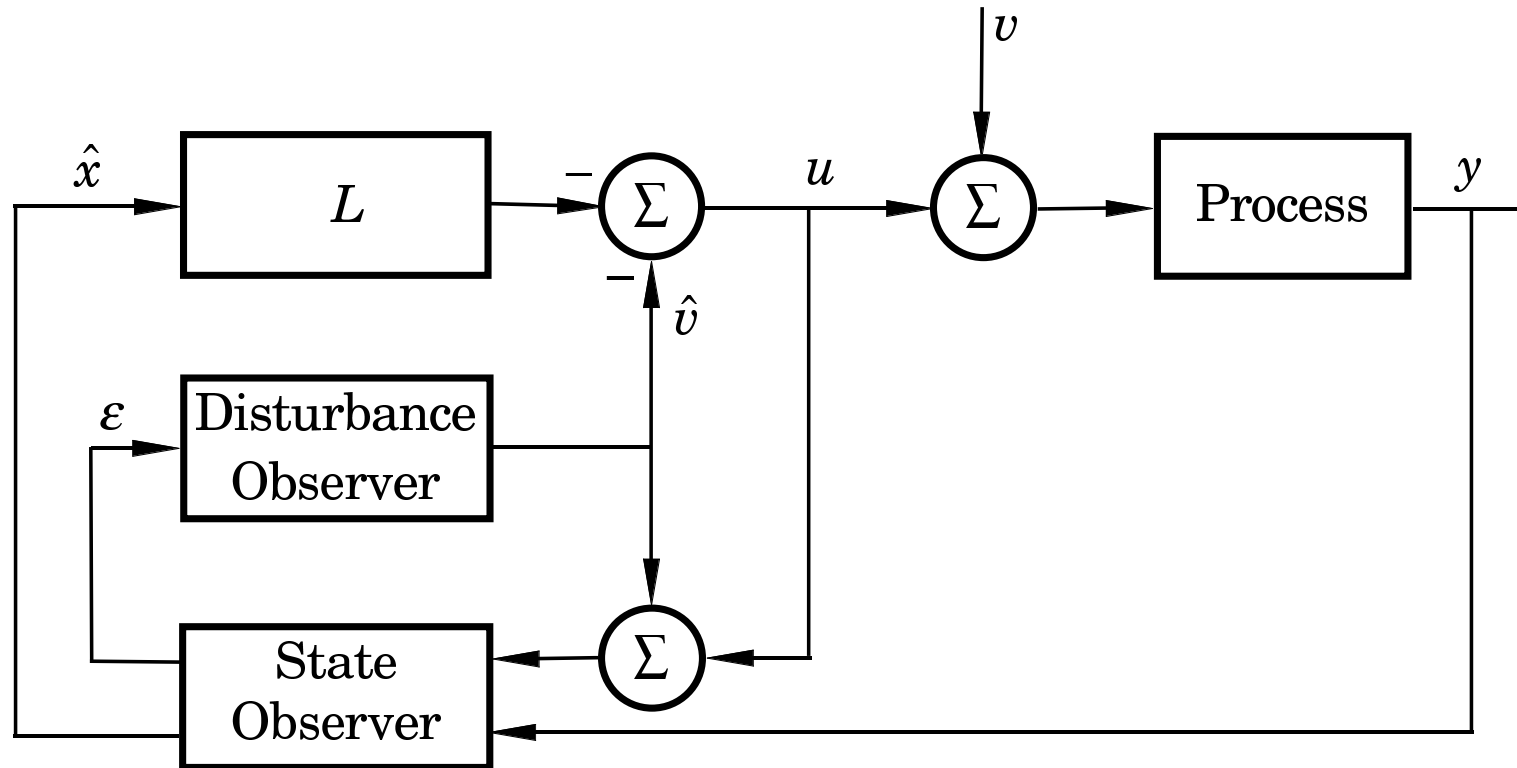 v
x̂
L
−
Σ
u
Σ
Process
y
−
v̂
ε
Disturbance
Observer
State
Observer
Σ